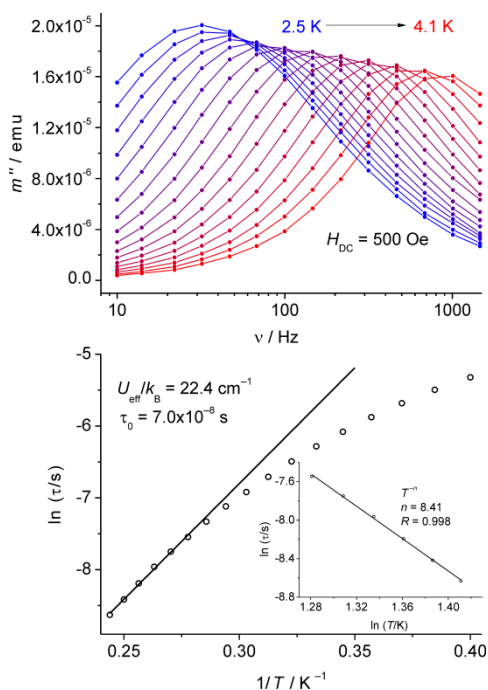 2.5 K → 4.1 K
2.0x10⁻⁵
1.6x10⁻⁵
1.2x10⁻⁵
8.0x10⁻⁶
4.0x10⁻⁶
0.0
m'' / emu
H_DC = 500 Oe
10 100 1000
ν / Hz
-5
-6
-7
-8
ln (τ/s)
U_eff/k_B = 22.4 cm⁻¹
τ₀ = 7.0x10⁻⁸ s
-7.6
-8.0
-8.4
-8.8
ln (τ/s)
T⁻ⁿ
n = 8.41
R = 0.998
1.28 1.32 1.36 1.40
ln (T/K)
0.25 0.30 0.35 0.40
1/T / K⁻¹